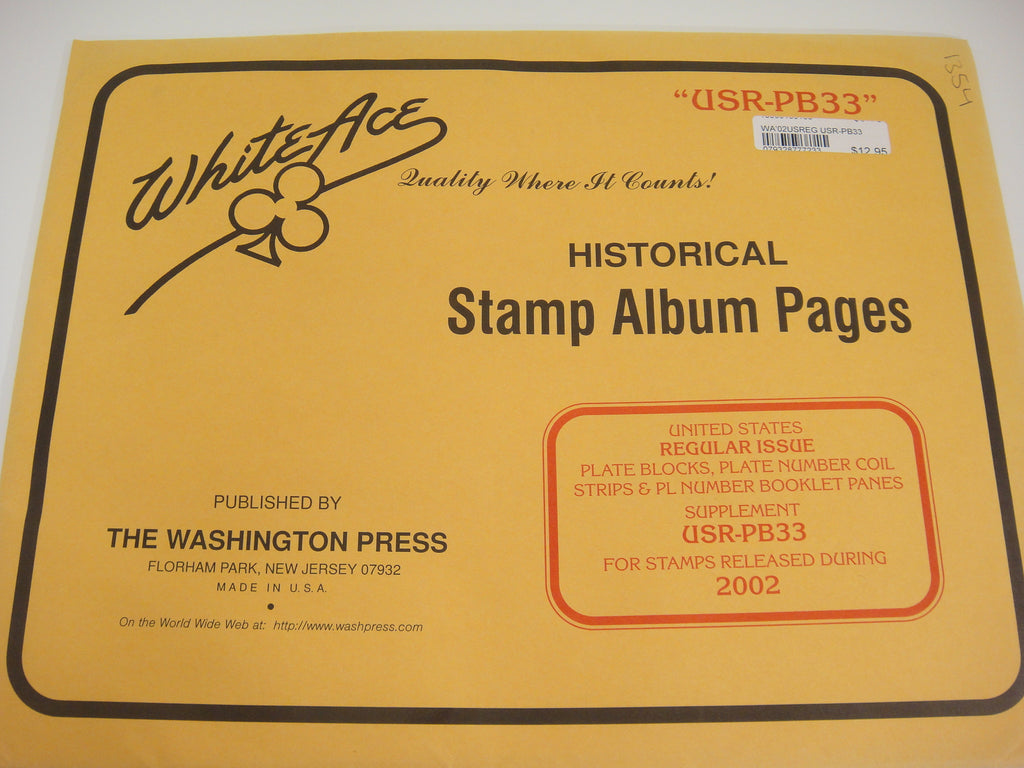 1354
"USR-PB33"
WA'02USREG USR-PB33
$12.95
WhiteAce
Quality Where It Counts!
HISTORICAL
Stamp Album Pages
UNITED STATES
REGULAR ISSUE
PLATE BLOCKS, PLATE NUMBER COIL
STRIPS & PL NUMBER BOOKLET PANES
SUPPLEMENT
USR-PB33
FOR STAMPS RELEASED DURING
2002
PUBLISHED BY
THE WASHINGTON PRESS
FLORHAM PARK, NEW JERSEY 07932
MADE IN U.S.A.
On the World Wide Web at: http://www.washpress.com